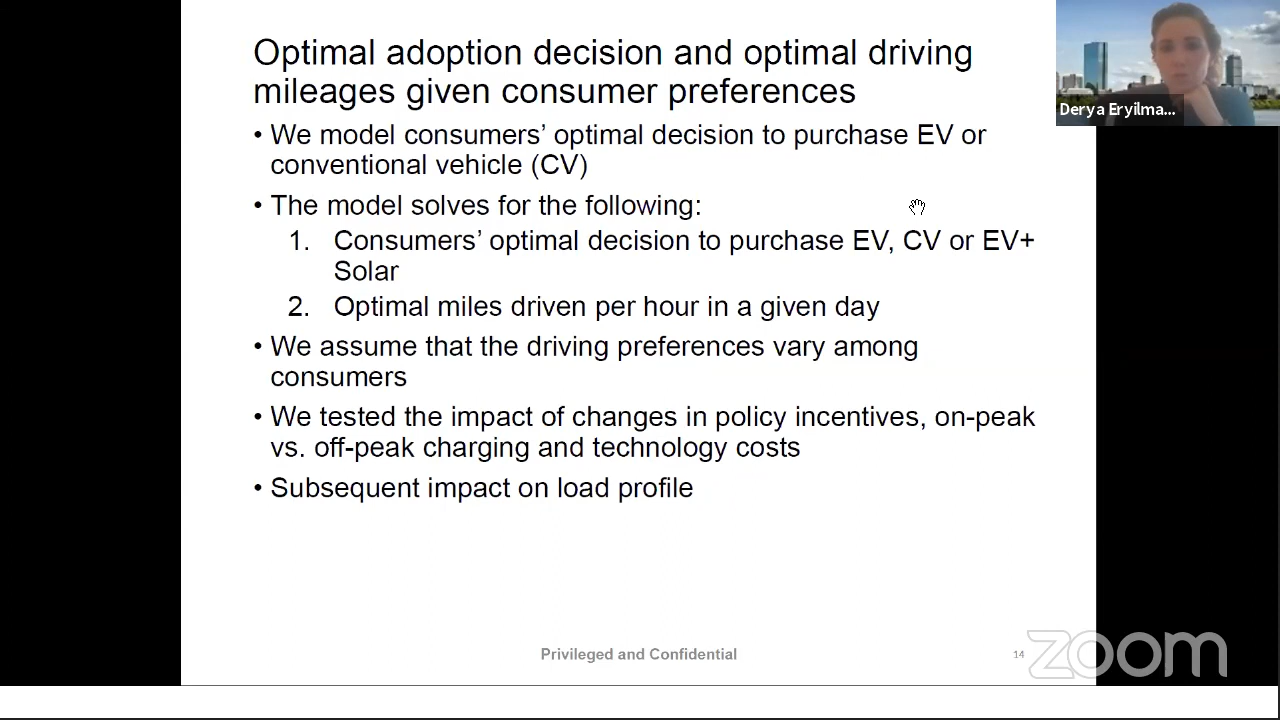 Optimal adoption decision and optimal driving
mileages given consumer preferences
• We model consumers’ optimal decision to purchase EV or
conventional vehicle (CV)
• The model solves for the following:
1. Consumers’ optimal decision to purchase EV, CV or EV+
Solar
2. Optimal miles driven per hour in a given day
• We assume that the driving preferences vary among
consumers
• We tested the impact of changes in policy incentives, on-peak
vs. off-peak charging and technology costs
• Subsequent impact on load profile
Privileged and Confidential
14
zoom
Derya Eryilma...